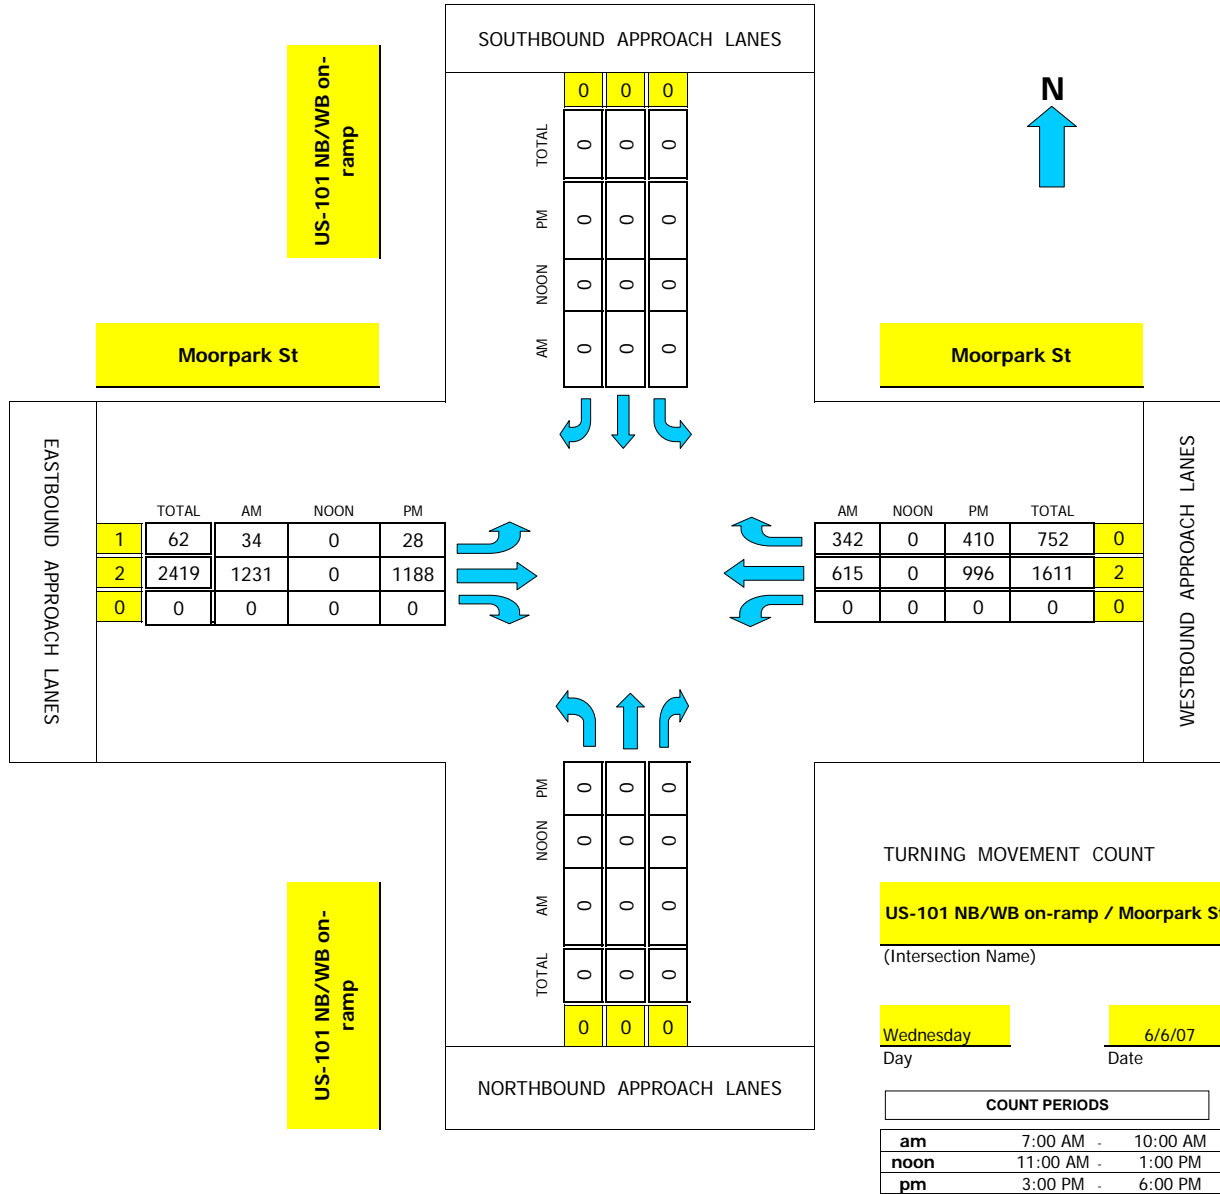 SOUTHBOUND APPROACH LANES
US-101 NB/WB on-
ramp
0 0 0
TOTAL 0 0 0
PM 0 0 0
NOON 0 0 0
AM 0 0 0
N
Moorpark St
Moorpark St
EASTBOUND APPROACH LANES
TOTAL AM NOON PM
1 62 34 0 28
2 2419 1231 0 1188
0 0 0 0 0
AM NOON PM TOTAL
342 0 410 752 0
615 0 996 1611 2
0 0 0 0 0
WESTBOUND APPROACH LANES
PM 0 0 0
NOON 0 0 0
AM 0 0 0
TOTAL 0 0 0
0 0 0
NORTHBOUND APPROACH LANES
US-101 NB/WB on-
ramp
TURNING MOVEMENT COUNT
US-101 NB/WB on-ramp / Moorpark St
(Intersection Name)
Wednesday 6/6/07
Day Date
COUNT PERIODS
am 7:00 AM - 10:00 AM
noon 11:00 AM - 1:00 PM
pm 3:00 PM - 6:00 PM